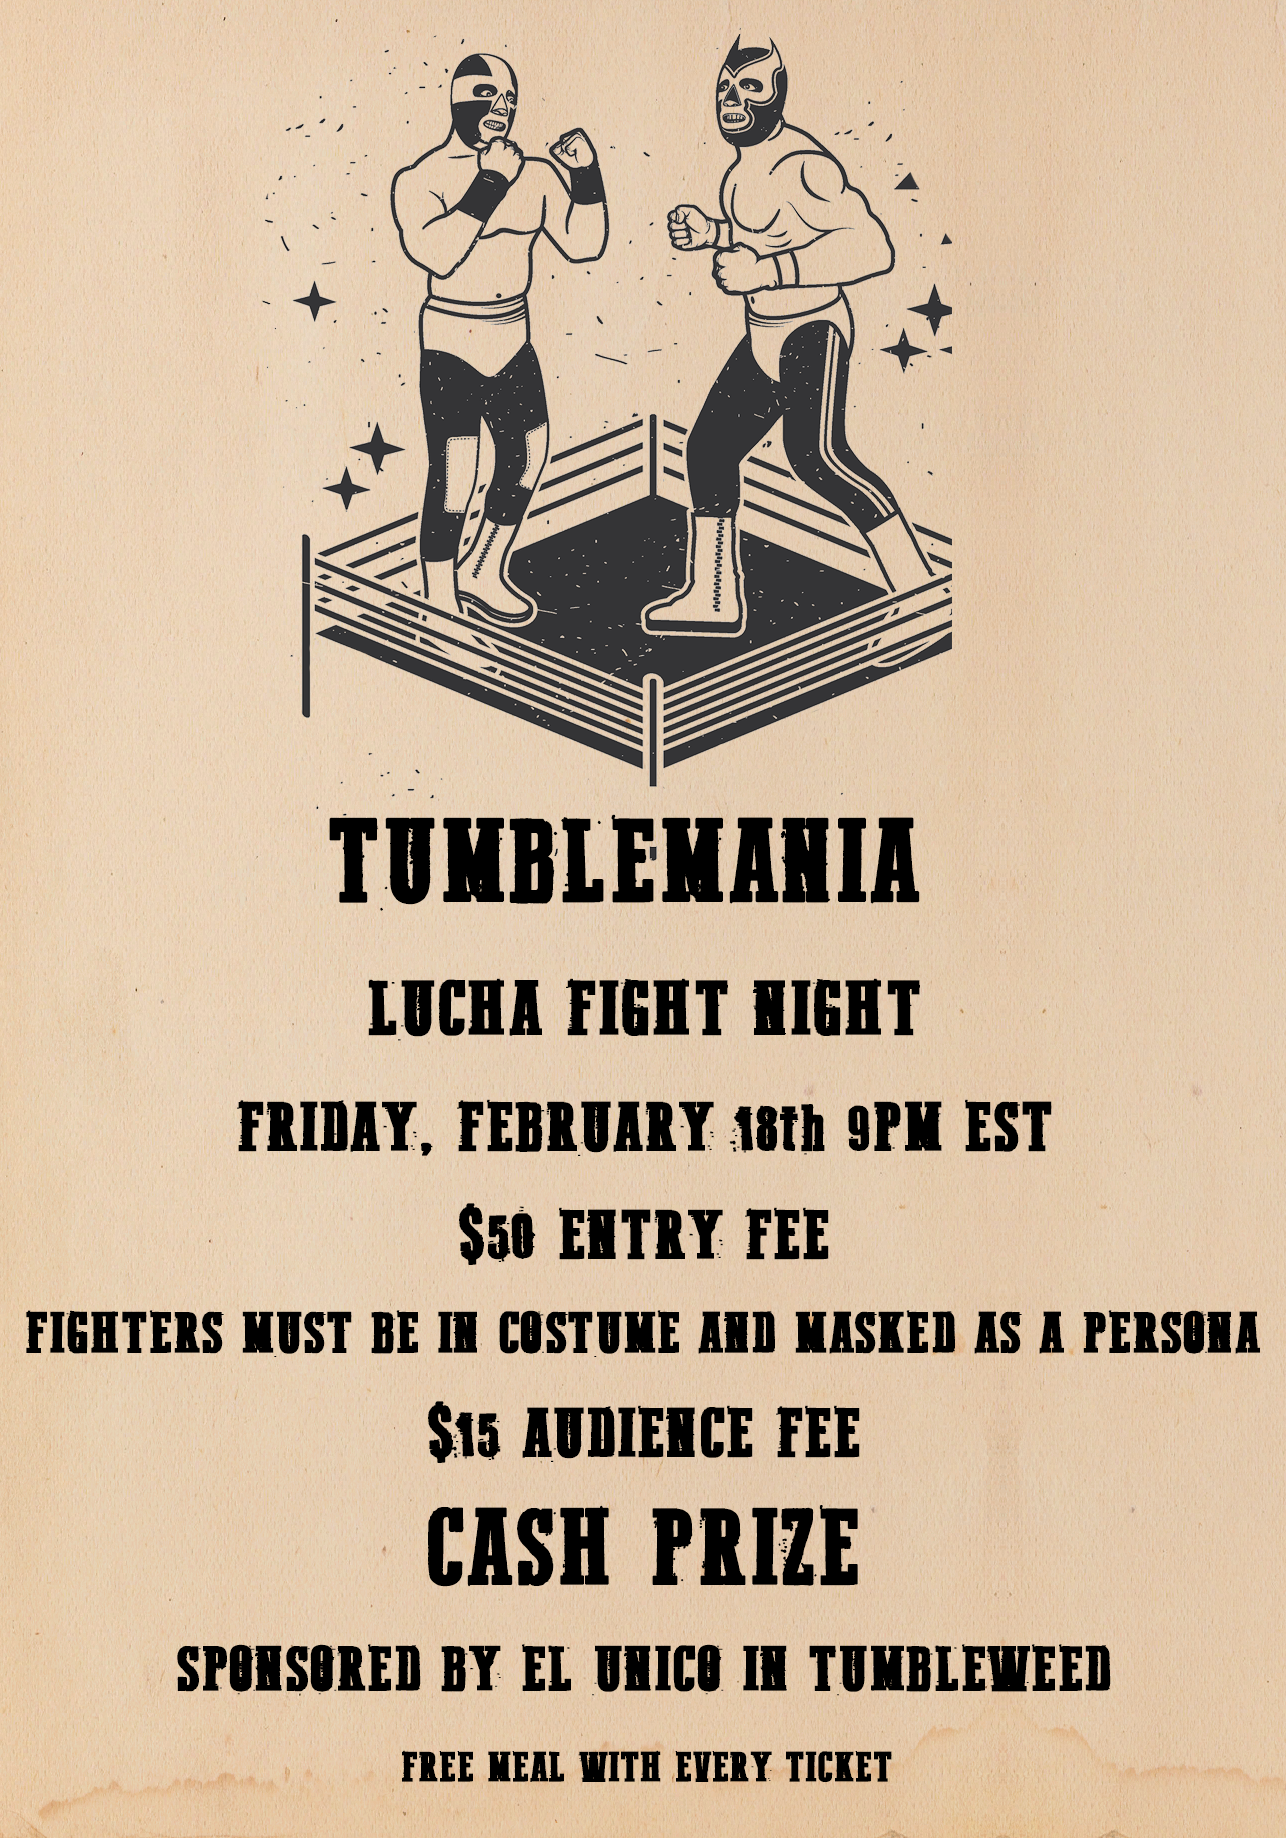 TUMBLEMANIA
LUCHA FIGHT NIGHT
FRIDAY, FEBRUARY 18th 9PM EST
$50 ENTRY FEE
FIGHTERS MUST BE IN COSTUME AND MASKED AS A PERSONA
$15 AUDIENCE FEE
CASH PRIZE
SPONSORED BY EL UNICO IN TUMBLEWEED
FREE MEAL WITH EVERY TICKET